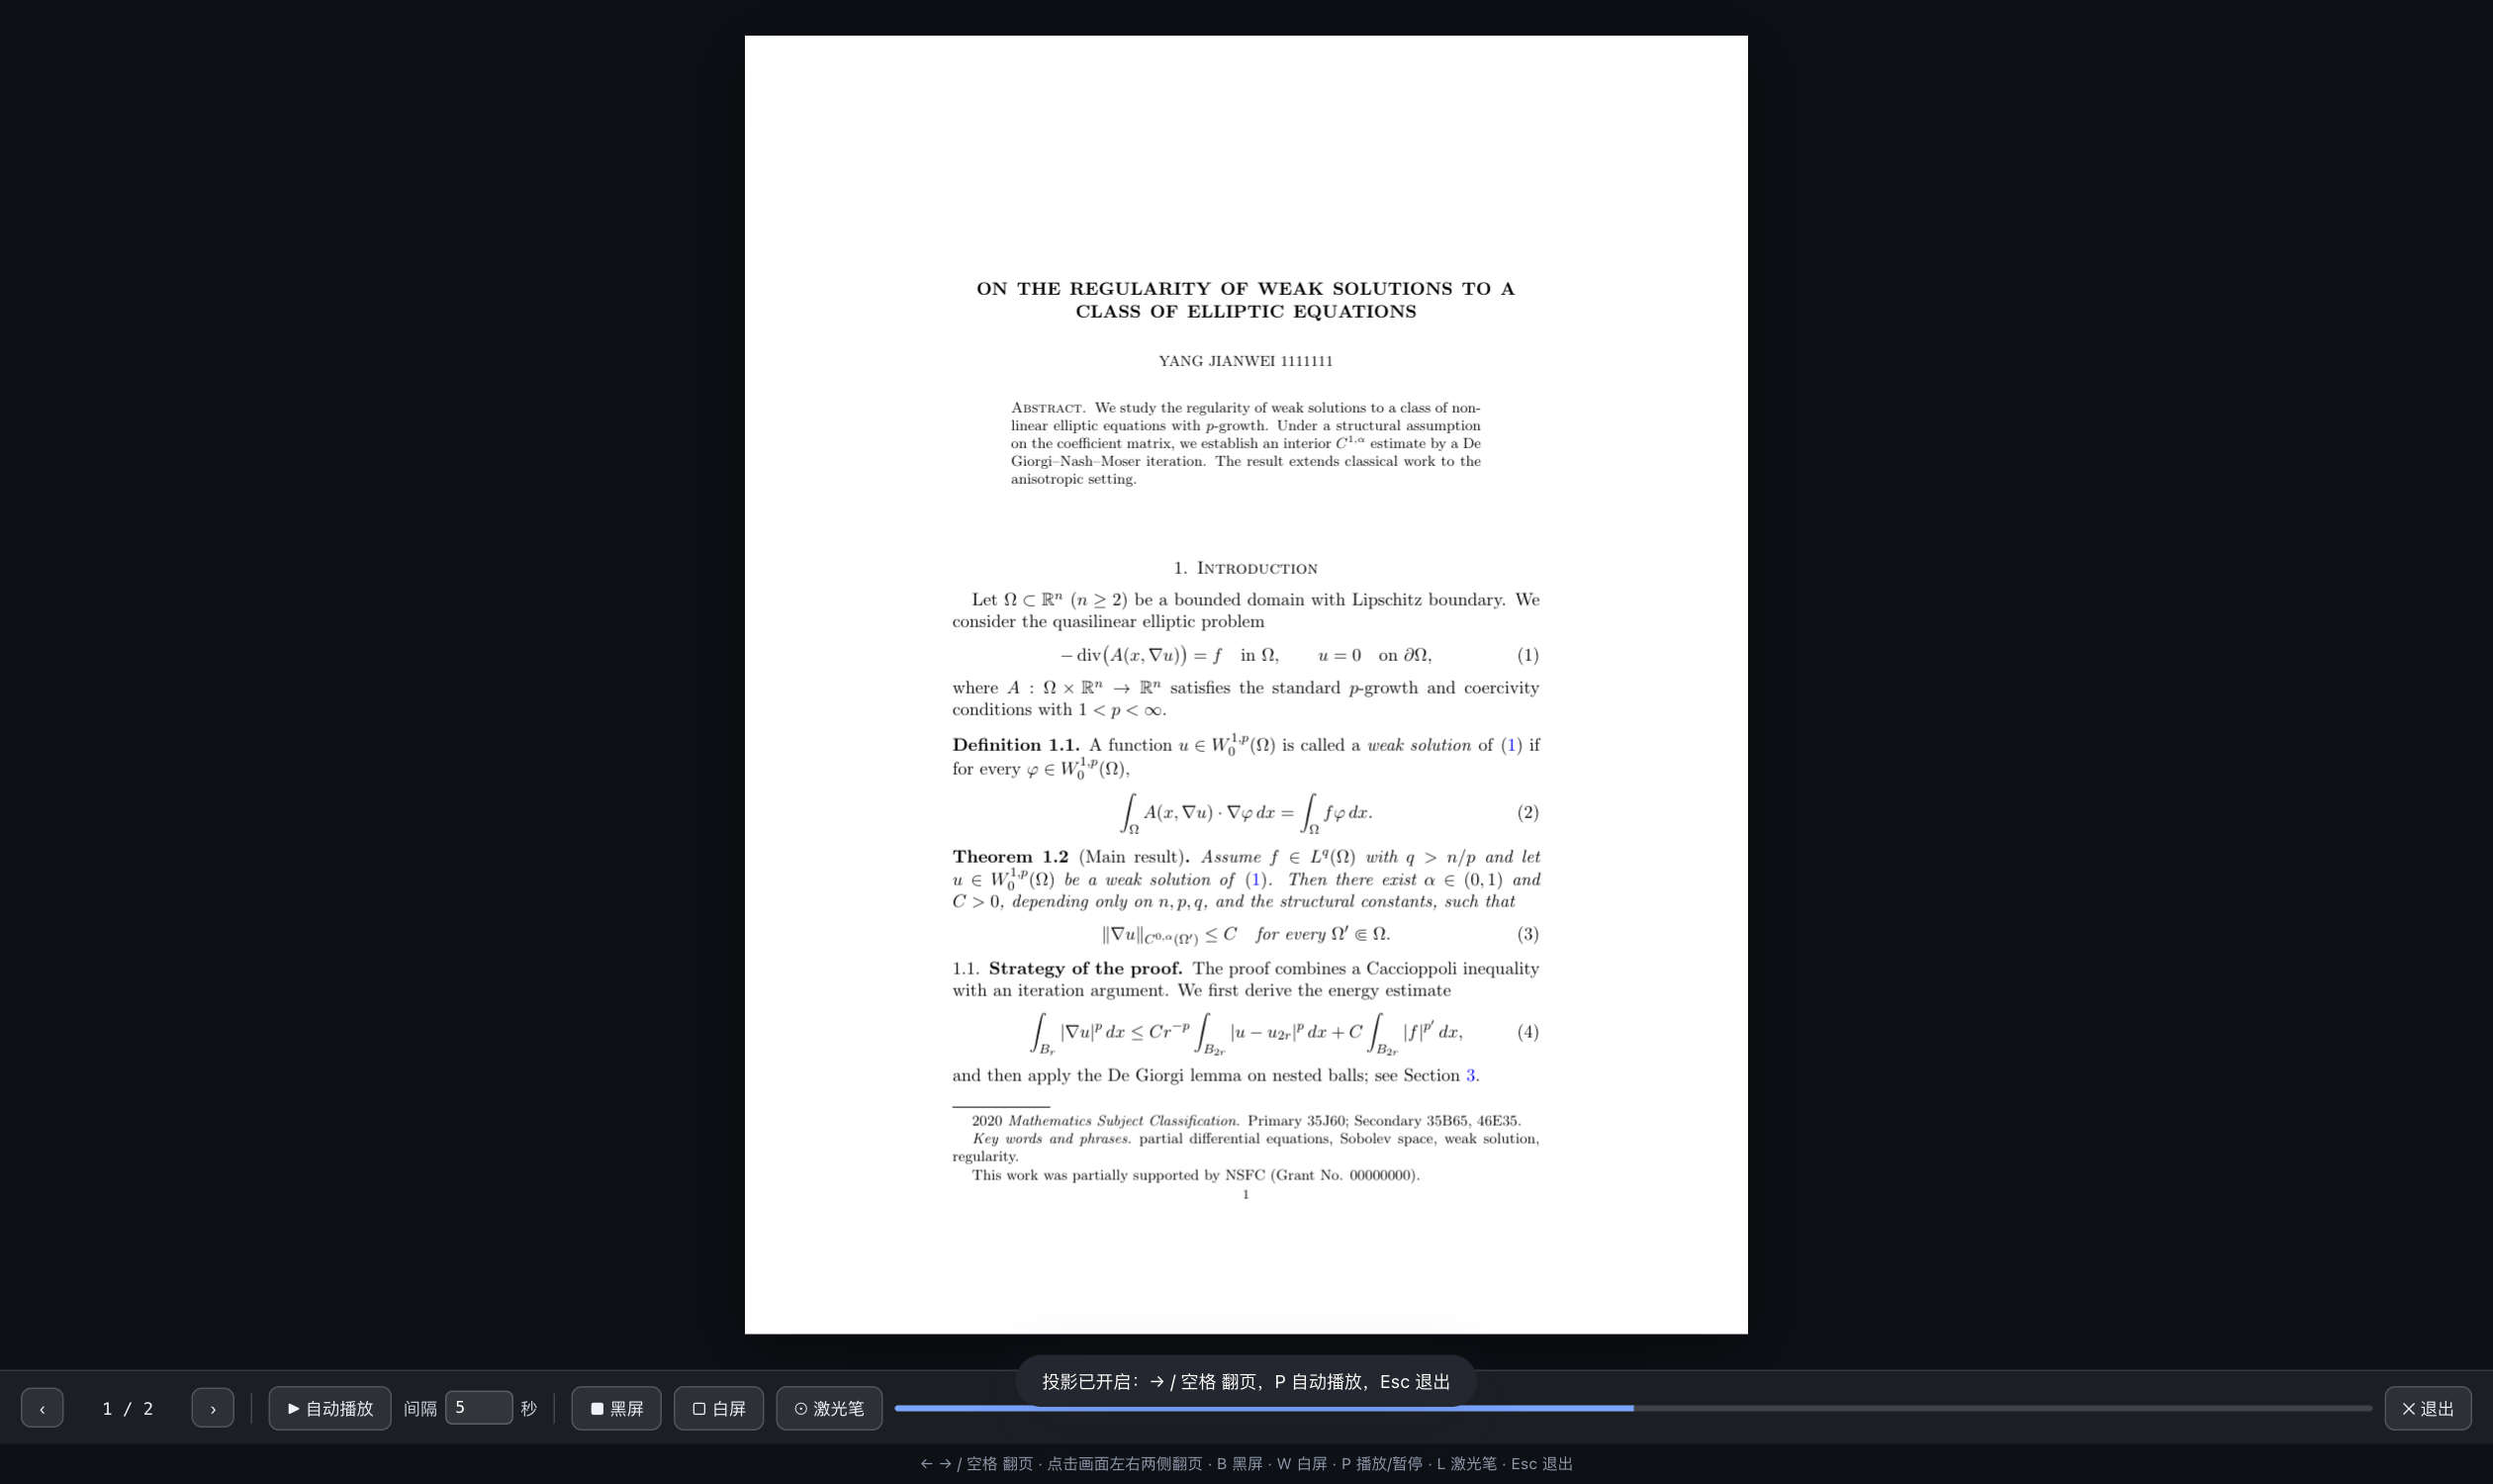 ON THE REGULARITY OF WEAK SOLUTIONS TO A
CLASS OF ELLIPTIC EQUATIONS
YANG JIANWEI 1111111
ABSTRACT. We study the regularity of weak solutions to a class of non-
linear elliptic equations with p-growth. Under a structural assumption
on the coefficient matrix, we establish an interior C^{1,α} estimate by a De
Giorgi–Nash–Moser iteration. The result extends classical work to the
anisotropic setting.
1. INTRODUCTION
Let Ω ⊂ ℝⁿ (n ≥ 2) be a bounded domain with Lipschitz boundary. We
consider the quasilinear elliptic problem
− div(A(x, ∇u)) = f in Ω, u = 0 on ∂Ω, (1)
where A : Ω × ℝⁿ → ℝⁿ satisfies the standard p-growth and coercivity
conditions with 1 < p < ∞.
Definition 1.1. A function u ∈ W_0^{1,p}(Ω) is called a weak solution of (1) if
for every φ ∈ W_0^{1,p}(Ω),
∫_Ω A(x, ∇u) · ∇φ dx = ∫_Ω fφ dx. (2)
Theorem 1.2 (Main result). Assume f ∈ L^q(Ω) with q > n/p and let
u ∈ W_0^{1,p}(Ω) be a weak solution of (1). Then there exist α ∈ (0, 1) and
C > 0, depending only on n, p, q, and the structural constants, such that
‖∇u‖_{C^{0,α}(Ω′)} ≤ C for every Ω′ ⋐ Ω. (3)
1.1. Strategy of the proof. The proof combines a Caccioppoli inequality
with an iteration argument. We first derive the energy estimate
∫_{B_r} |∇u|^p dx ≤ Cr^{−p} ∫_{B_{2r}} |u − u_{2r}|^p dx + C ∫_{B_{2r}} |f|^{p′} dx, (4)
and then apply the De Giorgi lemma on nested balls; see Section 3.
2020 Mathematics Subject Classification. Primary 35J60; Secondary 35B65, 46E35.
Key words and phrases. partial differential equations, Sobolev space, weak solution,
regularity.
This work was partially supported by NSFC (Grant No. 00000000).
1
投影已开启：→ / 空格 翻页，P 自动播放，Esc 退出
‹ 1 / 2 › ▶ 自动播放 间隔 5 秒 ■ 黑屏 □ 白屏 ⊙ 激光笔 ✕ 退出
← → / 空格 翻页 · 点击画面左右两侧翻页 · B 黑屏 · W 白屏 · P 播放/暂停 · L 激光笔 · Esc 退出